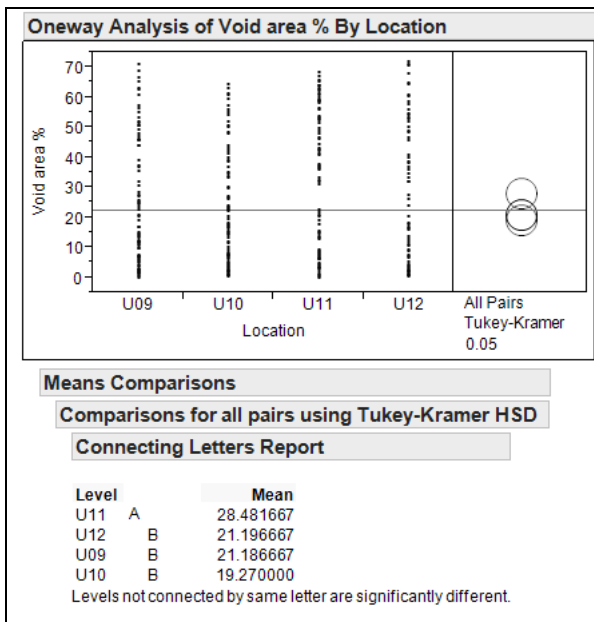 Oneway Analysis of Void area % By Location
Void area %
70
60
50
40
30
20
10
0
U09 U10 U11 U12
Location
All Pairs
Tukey-Kramer
0.05
Means Comparisons
Comparisons for all pairs using Tukey-Kramer HSD
Connecting Letters Report
Level Mean
U11 A 28.481667
U12 B 21.196667
U09 B 21.186667
U10 B 19.270000
Levels not connected by same letter are significantly different.